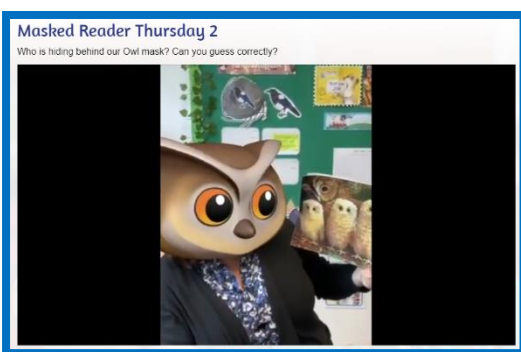 Masked Reader Thursday 2
Who is hiding behind our Owl mask? Can you guess correctly?